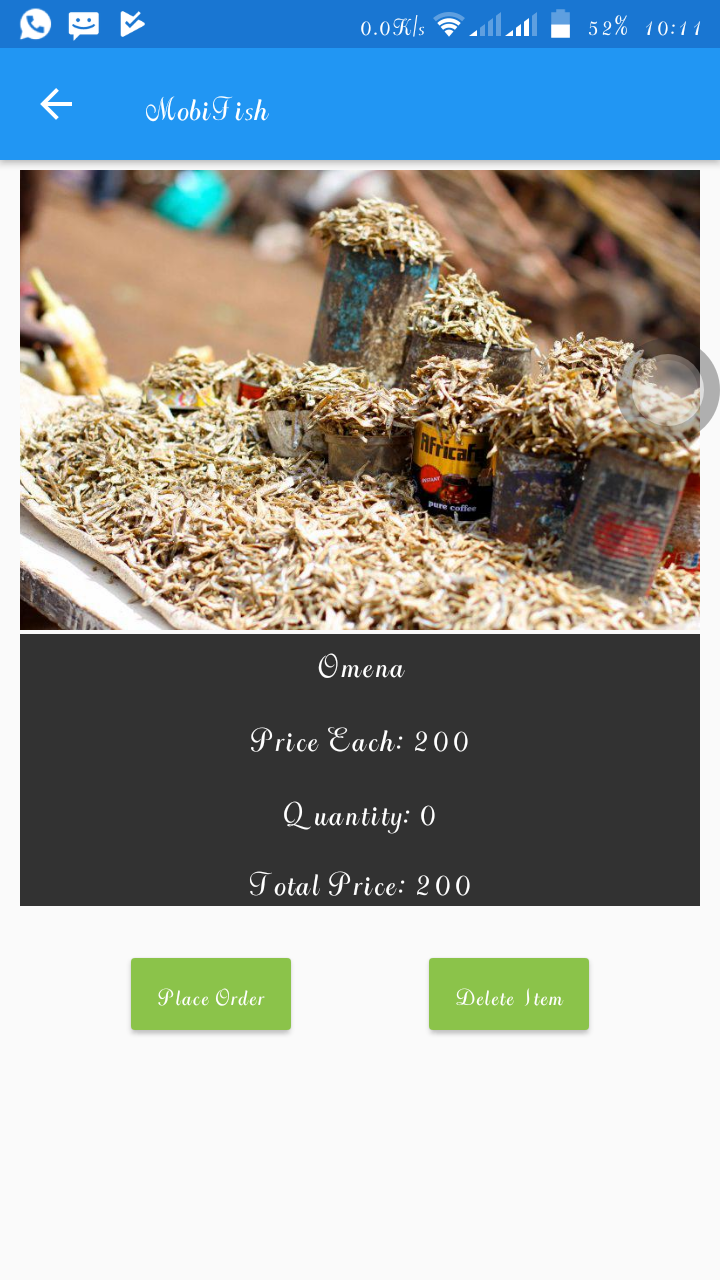 0.0K/s 52% 10:11
MobiFish
AfricaF
INSTANT
pure coffee
Omena
Price Each: 200
Quantity: 0
Total Price: 200
Place Order Delete Item